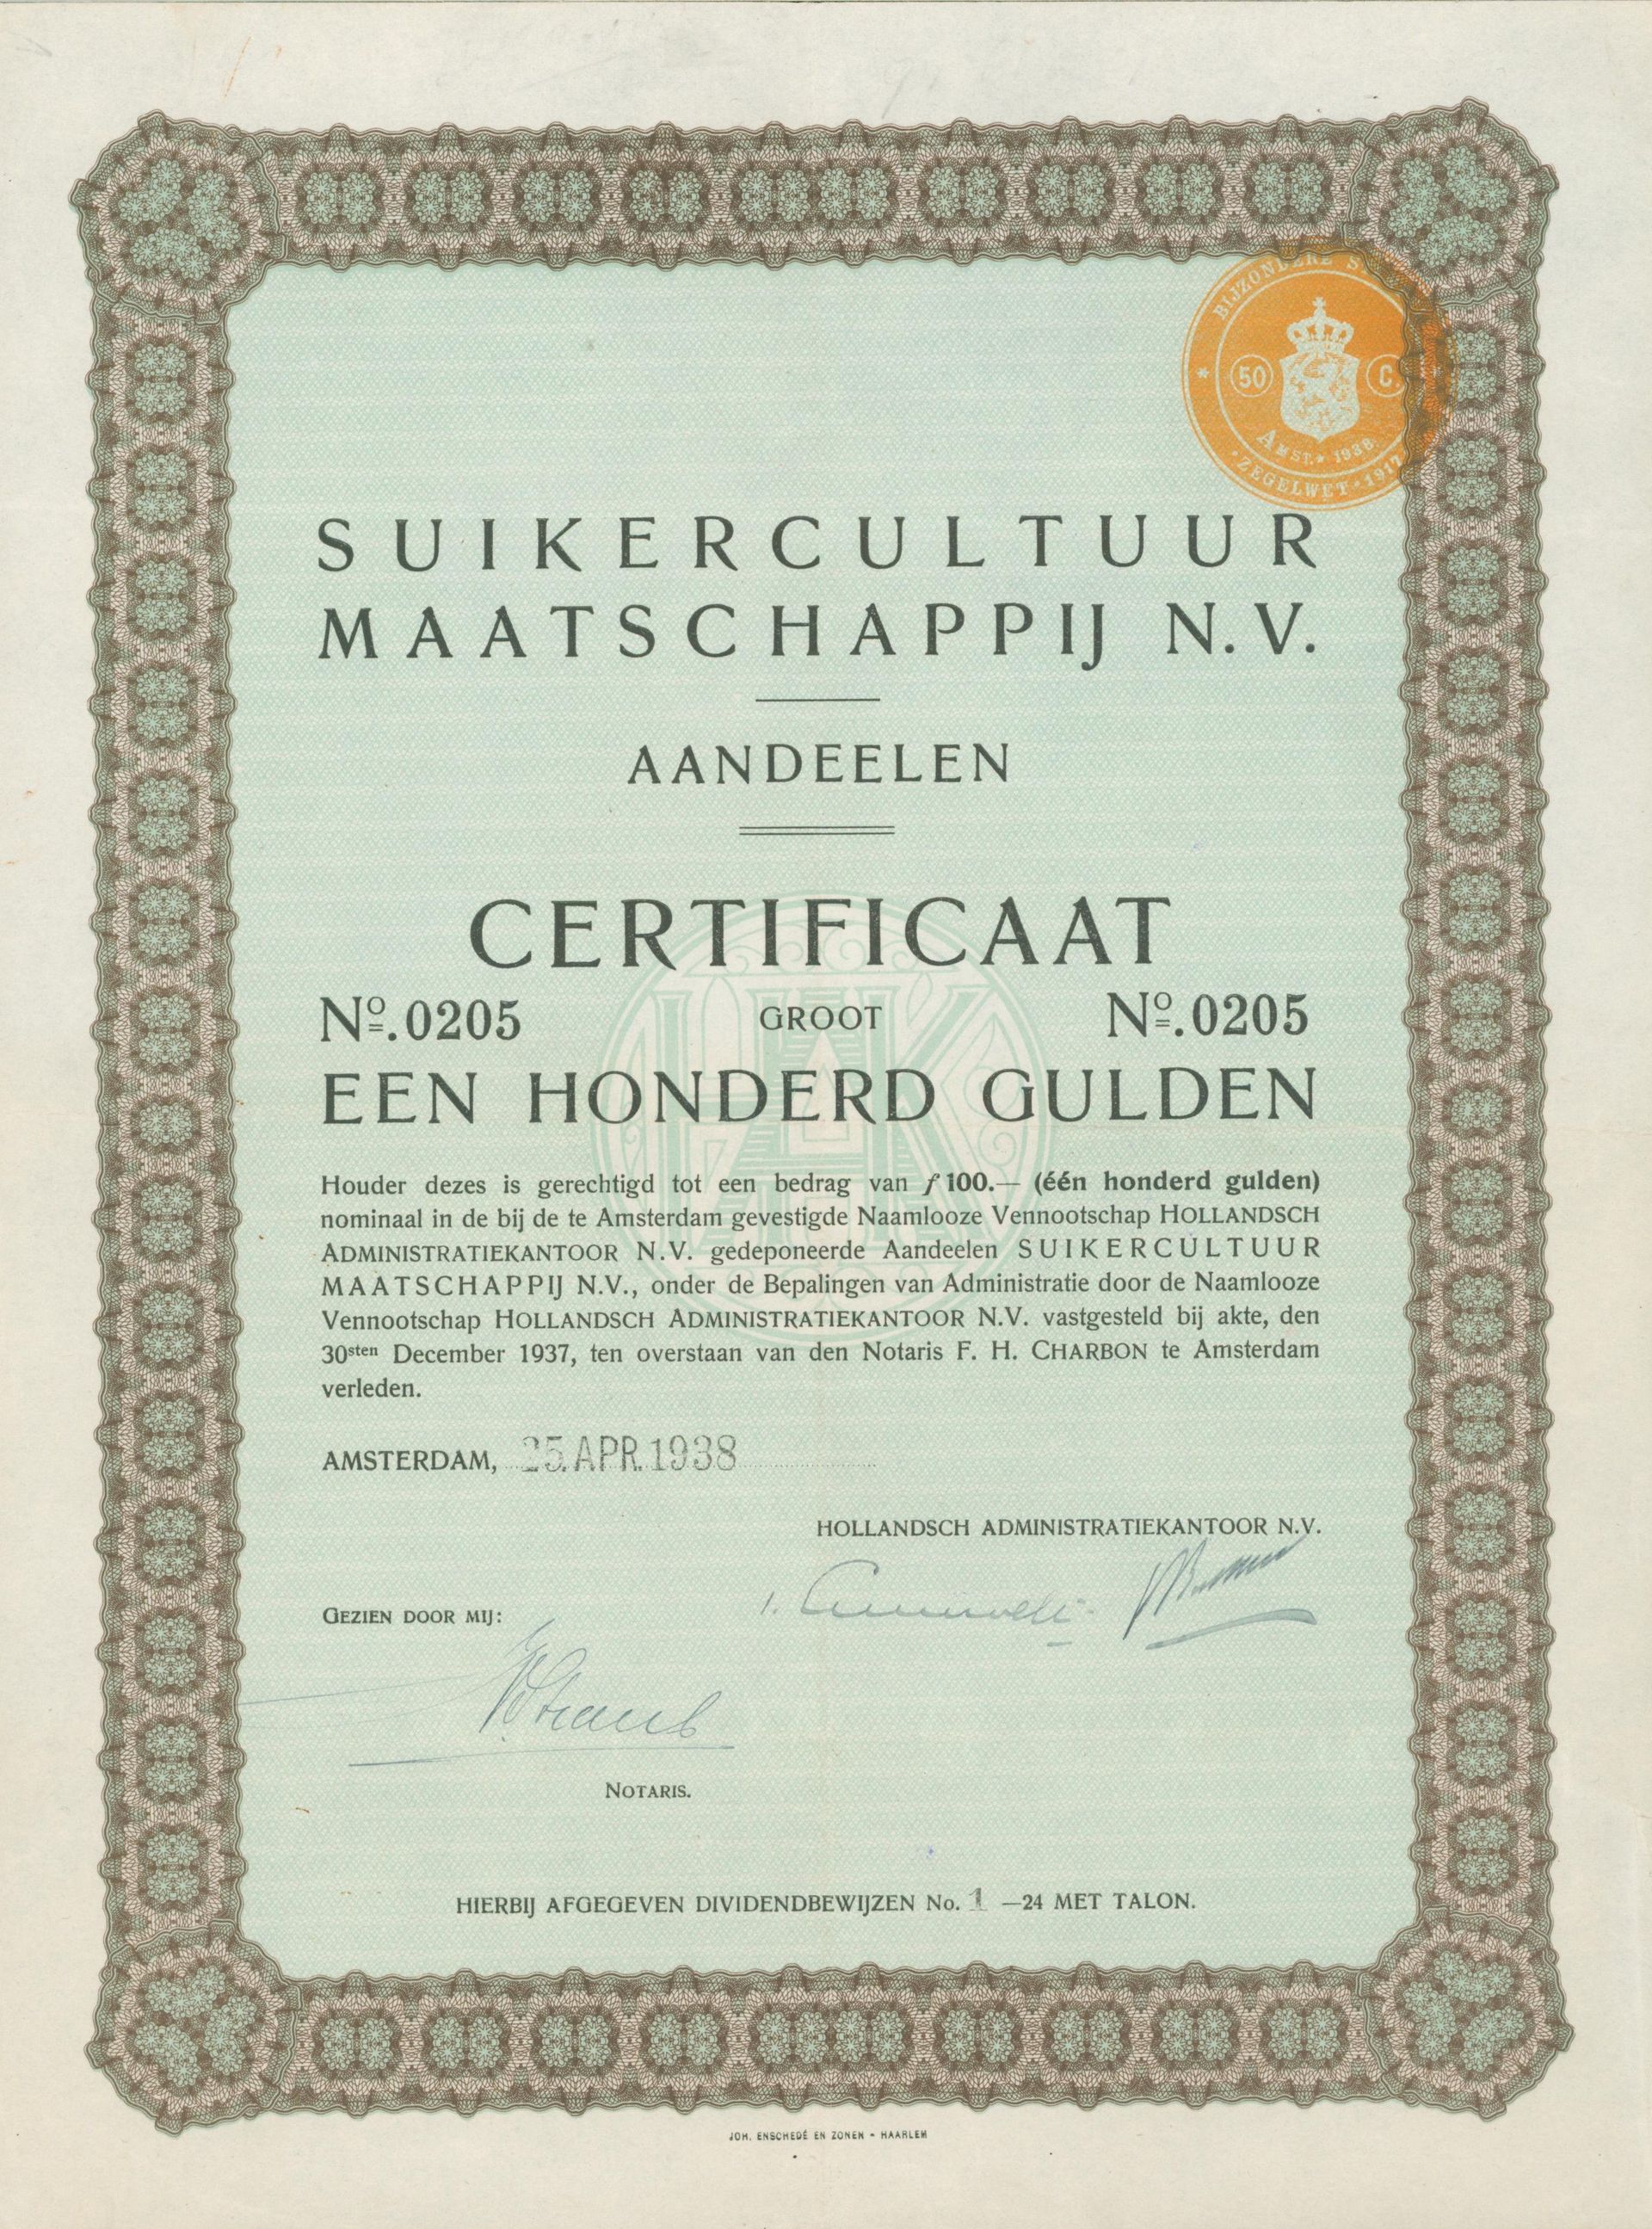 BIJZONDERE S
50 C.
AMST. * 1938.
* ZEGELWET * 1917
SUIKERCULTUUR
MAATSCHAPPIJ N.V.
AANDEELEN
CERTIFICAAT
Nº.0205 GROOT Nº.0205
EEN HONDERD GULDEN
Houder dezes is gerechtigd tot een bedrag van ƒ 100.— (één honderd gulden)
nominaal in de bij de te Amsterdam gevestigde Naamlooze Vennootschap HOLLANDSCH
ADMINISTRATIEKANTOOR N.V. gedeponeerde Aandeelen SUIKERCULTUUR
MAATSCHAPPIJ N.V., onder de Bepalingen van Administratie door de Naamlooze
Vennootschap HOLLANDSCH ADMINISTRATIEKANTOOR N.V. vastgesteld bij akte, den
30sten December 1937, ten overstaan van den Notaris F. H. CHARBON te Amsterdam
verleden.
AMSTERDAM, 25. APR. 1938
HOLLANDSCH ADMINISTRATIEKANTOOR N.V.
GEZIEN DOOR MIJ:
NOTARIS.
HIERBIJ AFGEGEVEN DIVIDENDBEWIJZEN No. 1 —24 MET TALON.
JOH. ENSCHEDÉ EN ZONEN - HAARLEM